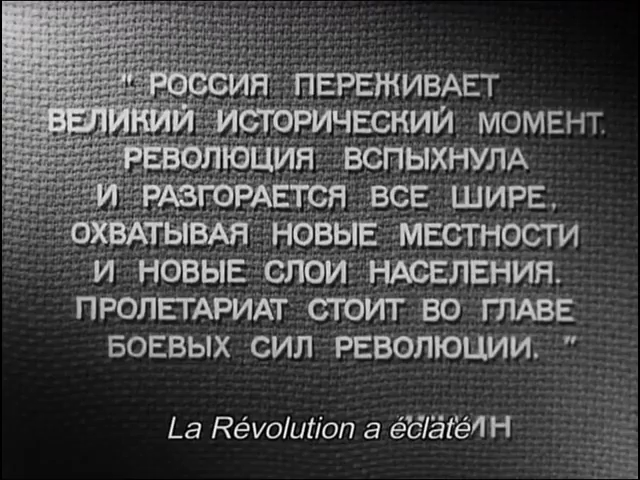 " РОССИЯ ПЕРЕЖИВАЕТ
ВЕЛИКИЙ ИСТОРИЧЕСКИЙ МОМЕНТ.
РЕВОЛЮЦИЯ ВСПЫХНУЛА
И РАЗГОРАЕТСЯ ВСЕ ШИРЕ,
ОХВАТЫВАЯ НОВЫЕ МЕСТНОСТИ
И НОВЫЕ СЛОИ НАСЕЛЕНИЯ.
ПРОЛЕТАРИАТ СТОИТ ВО ГЛАВЕ
БОЕВЫХ СИЛ РЕВОЛЮЦИИ. "
La Révolution a éclaté